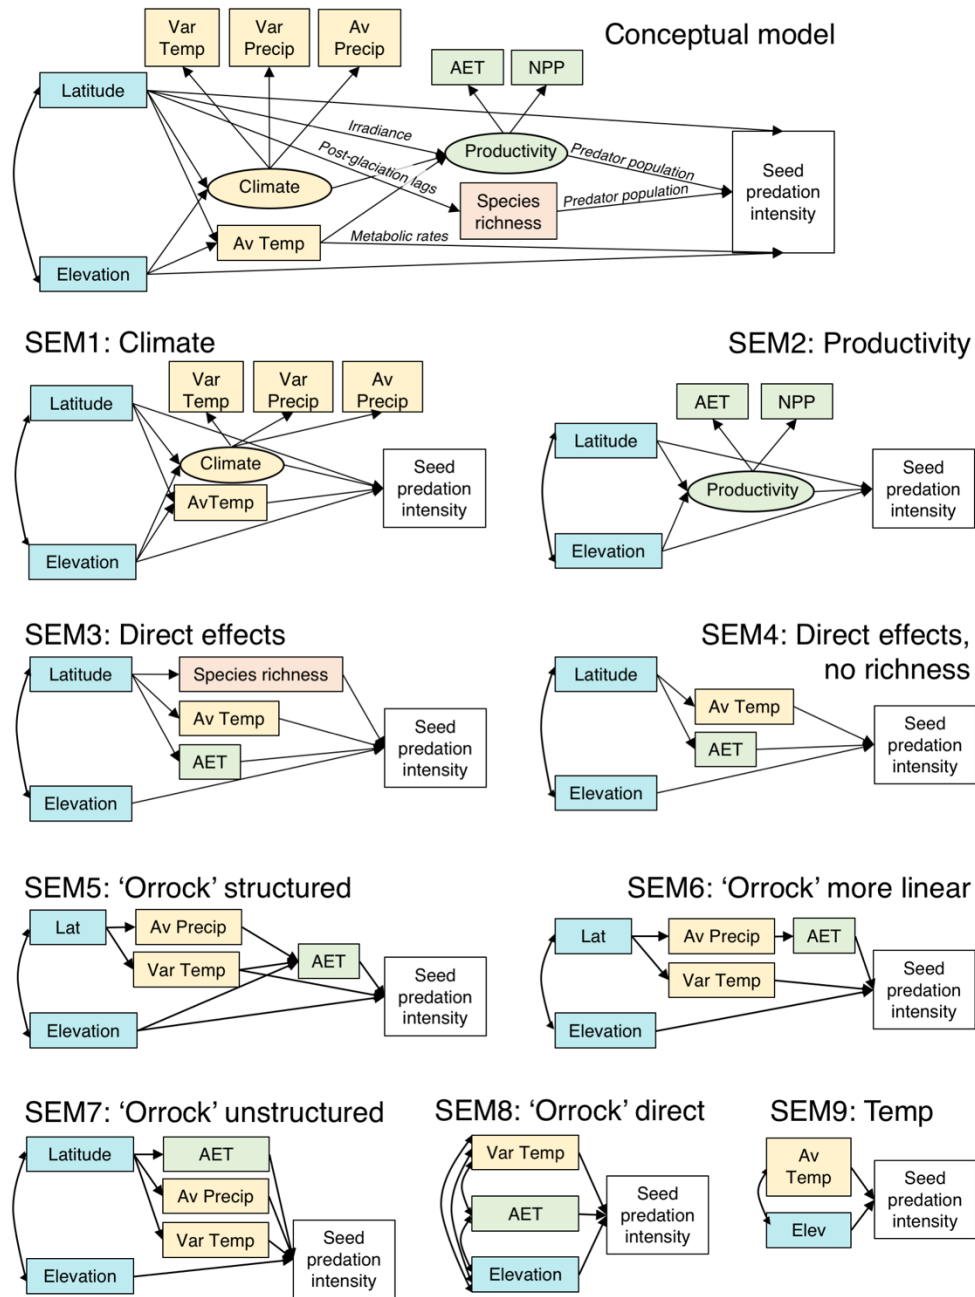 Conceptual model
Var
Temp
Var
Precip
Av
Precip
AET
NPP
Latitude
Irradiance
Post-glaciation lags
Productivity
Predator population
Climate
Species
richness
Predator population
Seed
predation
intensity
Av Temp
Metabolic rates
Elevation
SEM1: Climate
Var
Temp
Var
Precip
Av
Precip
Latitude
Climate
AvTemp
Seed
predation
intensity
Elevation
SEM2: Productivity
AET
NPP
Latitude
Productivity
Seed
predation
intensity
Elevation
SEM3: Direct effects
Latitude
Species richness
Av Temp
AET
Seed
predation
intensity
Elevation
SEM4: Direct effects,
no richness
Latitude
Av Temp
AET
Seed
predation
intensity
Elevation
SEM5: ‘Orrock’ structured
Lat
Av Precip
Var Temp
AET
Seed
predation
intensity
Elevation
SEM6: ‘Orrock’ more linear
Lat
Av Precip
AET
Var Temp
Seed
predation
intensity
Elevation
SEM7: ‘Orrock’ unstructured
Latitude
AET
Av Precip
Var Temp
Seed
predation
intensity
Elevation
SEM8: ‘Orrock’ direct
Var Temp
AET
Elevation
Seed
predation
intensity
SEM9: Temp
Av
Temp
Elev
Seed
predation
intensity